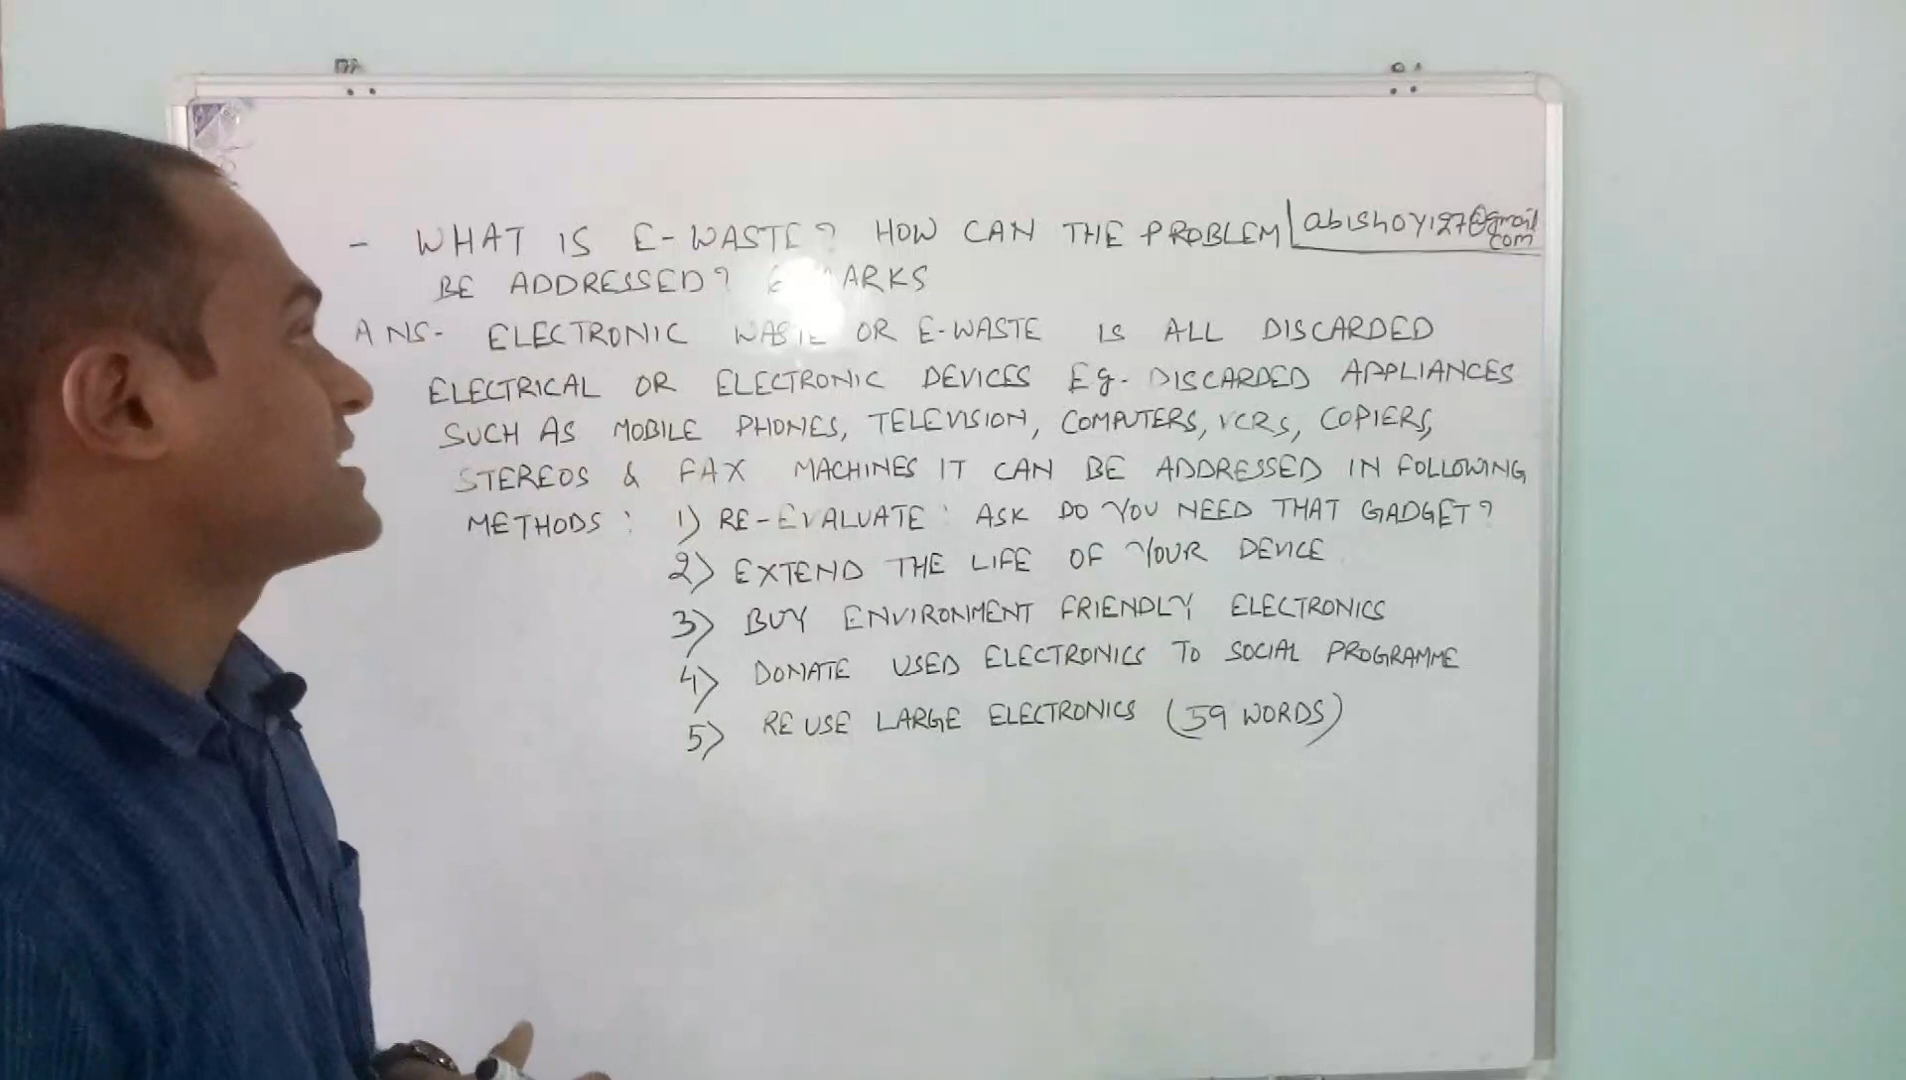 - WHAT IS E-WASTE? HOW CAN THE PROBLEM
abishoy127@gmail
com
BE ADDRESSED? 6 MARKS
ANS- ELECTRONIC WASTE OR E-WASTE IS ALL DISCARDED
ELECTRICAL OR ELECTRONIC DEVICES Eg- DISCARDED APPLIANCES
SUCH AS MOBILE PHONES, TELEVISION, COMPUTERS, VCRS, COPIERS,
STEREOS & FAX MACHINES IT CAN BE ADDRESSED IN FOLLOWING
METHODS: 1) RE-EVALUATE: ASK DO YOU NEED THAT GADGET?
2) EXTEND THE LIFE OF YOUR DEVICE
3) BUY ENVIRONMENT FRIENDLY ELECTRONICS
4) DONATE USED ELECTRONICS TO SOCIAL PROGRAMME
5) REUSE LARGE ELECTRONICS (59 WORDS)